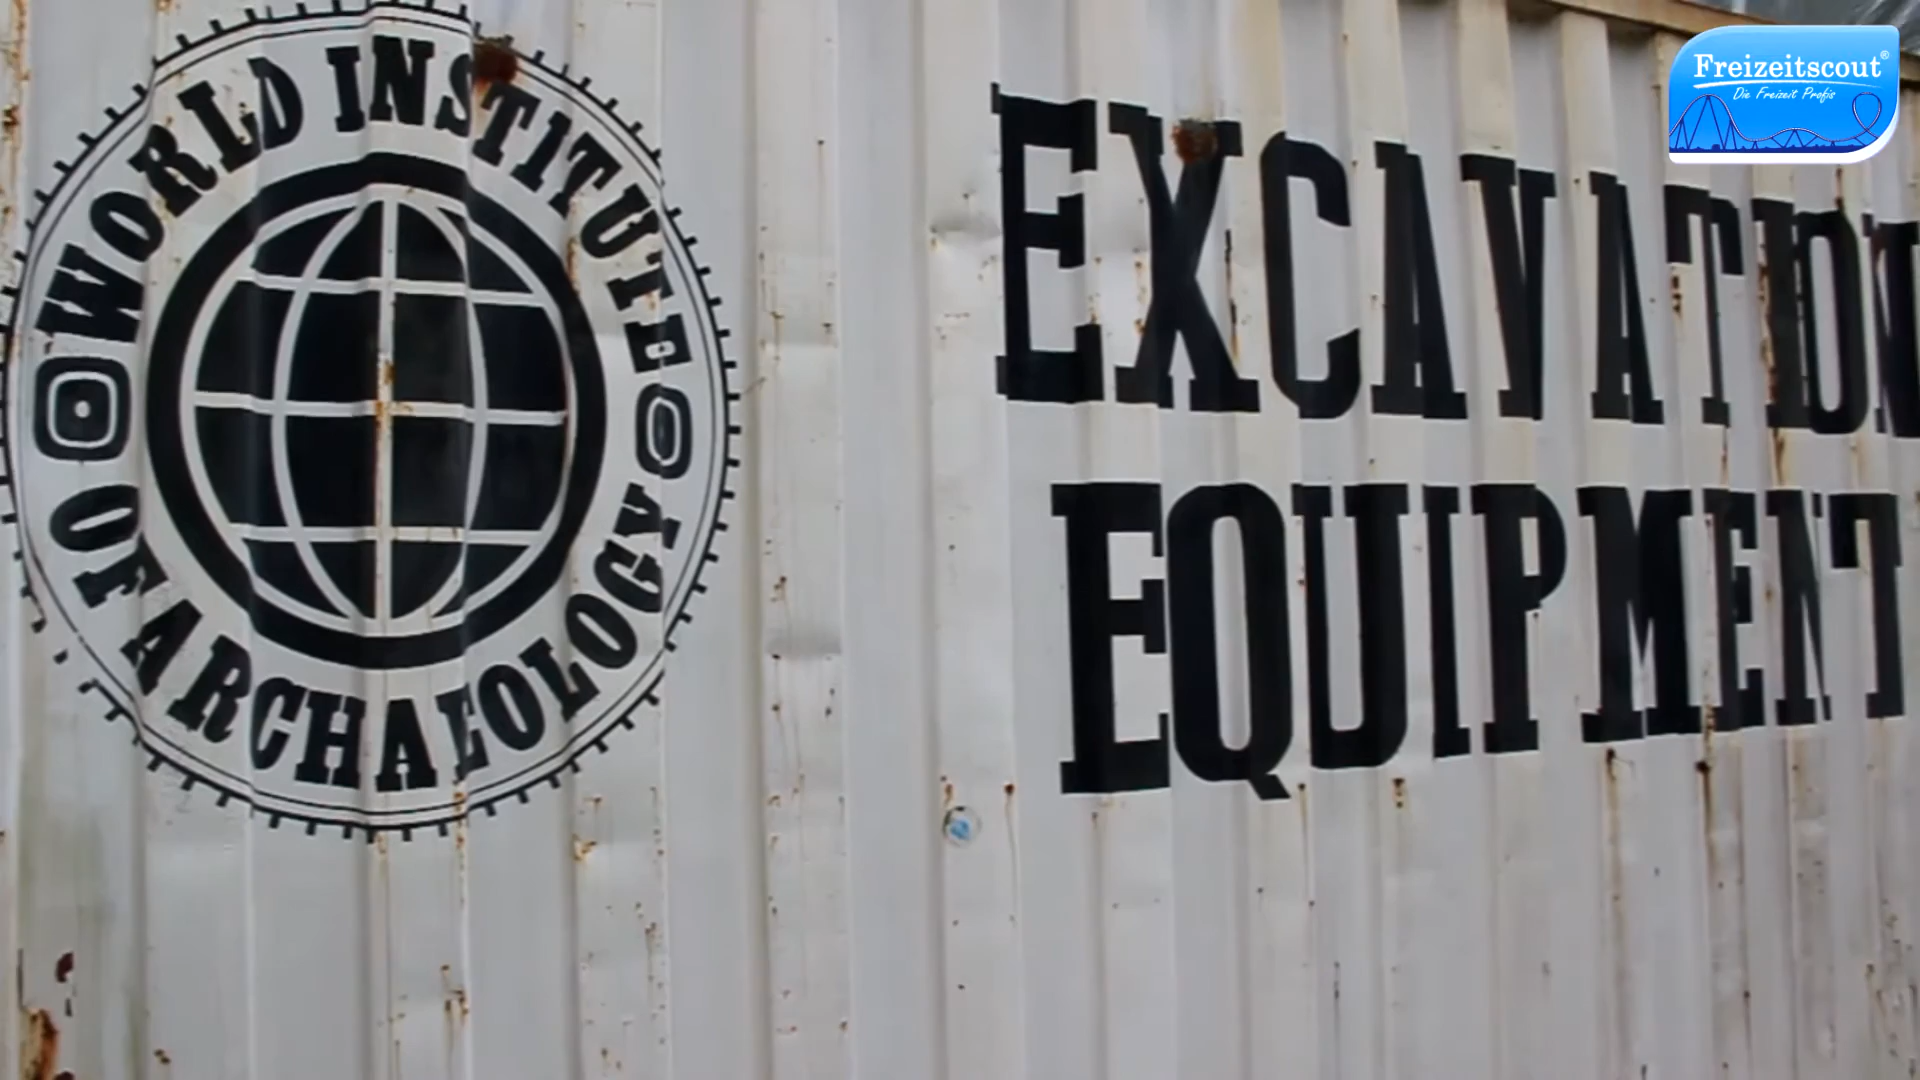 WORLD INSTITUTE
OF ARCHAEOLOGY
EXCAVATION
EQUIPMENT
Freizeitscout®
Die Freizeit Profis